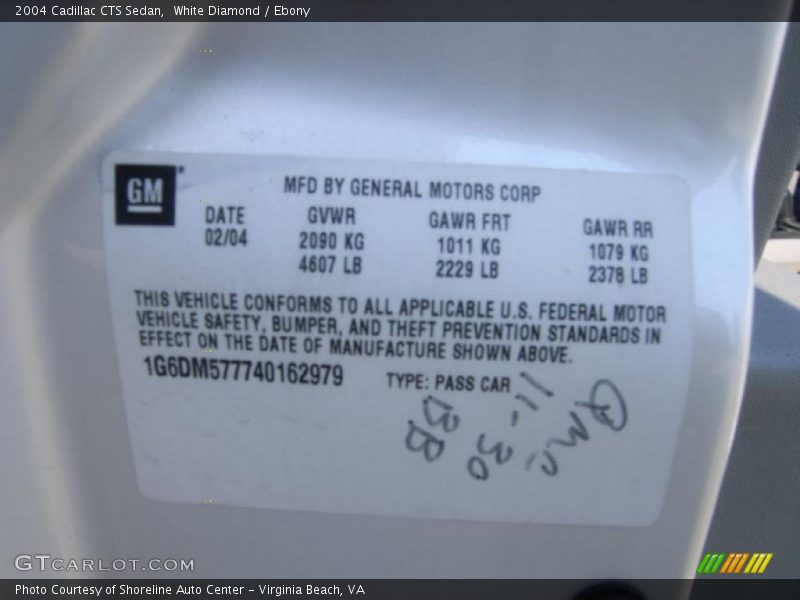 2004 Cadillac CTS Sedan, White Diamond / Ebony
GM
MFD BY GENERAL MOTORS CORP
DATE GVWR GAWR FRT GAWR RR
02/04 2090 KG 1011 KG 1079 KG
4607 LB 2229 LB 2378 LB
THIS VEHICLE CONFORMS TO ALL APPLICABLE U.S. FEDERAL MOTOR
VEHICLE SAFETY, BUMPER, AND THEFT PREVENTION STANDARDS IN
EFFECT ON THE DATE OF MANUFACTURE SHOWN ABOVE.
1G6DM577740162979 TYPE: PASS CAR
11-30
BB
GTCARLOT.COM
Photo Courtesy of Shoreline Auto Center - Virginia Beach, VA